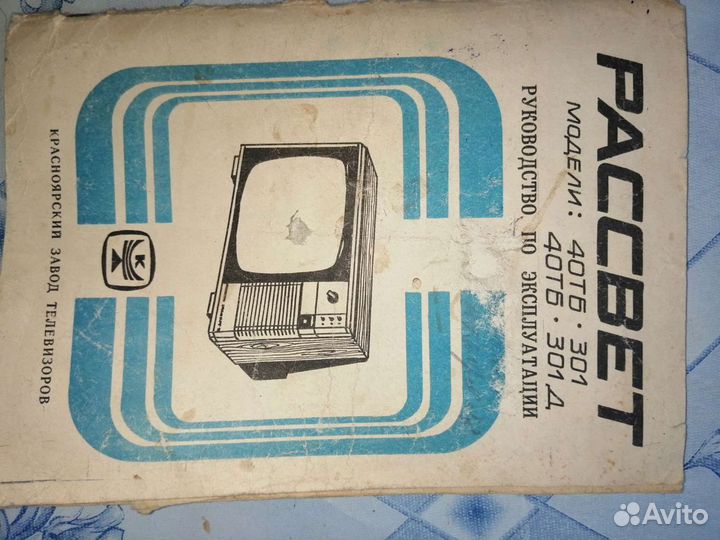 РАССВЕТ
МОДЕЛИ: 40ТБ·301
40ТБ·301Д
РУКОВОДСТВО ПО ЭКСПЛУАТАЦИИ
К
КРАСНОЯРСКИЙ ЗАВОД ТЕЛЕВИЗОРОВ
Avito